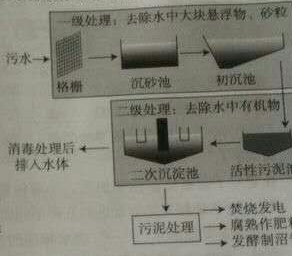 一级处理：去除水中大块悬浮物、砂粒
污水
格栅
沉砂池
初沉池
二级处理：去除水中有机物
消毒处理后
排入水体
二次沉淀池
活性污泥池
污泥处理
焚烧发电
腐熟作肥料
发酵制沼